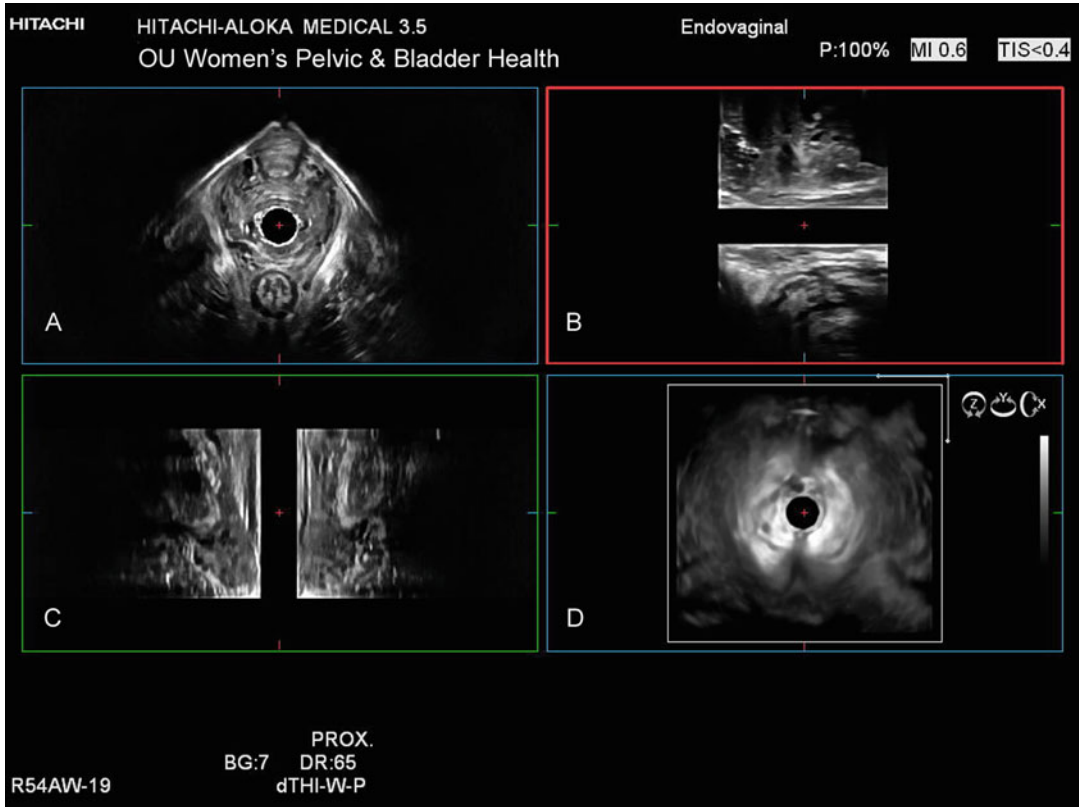 HITACHI
HITACHI-ALOKA MEDICAL 3.5
OU Women's Pelvic & Bladder Health
Endovaginal
P:100% MI 0.6 TIS<0.4
A
B
C
D
Z Y X
PROX.
BG:7 DR:65
R54AW-19 dTHI-W-P